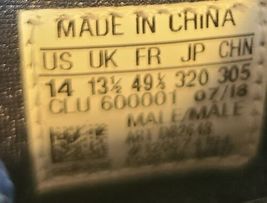 MADE IN CHINA
US UK FR JP CHN
14 13½ 49⅓ 320 305
CLU 600001 07/18
MALE/MALE
ART